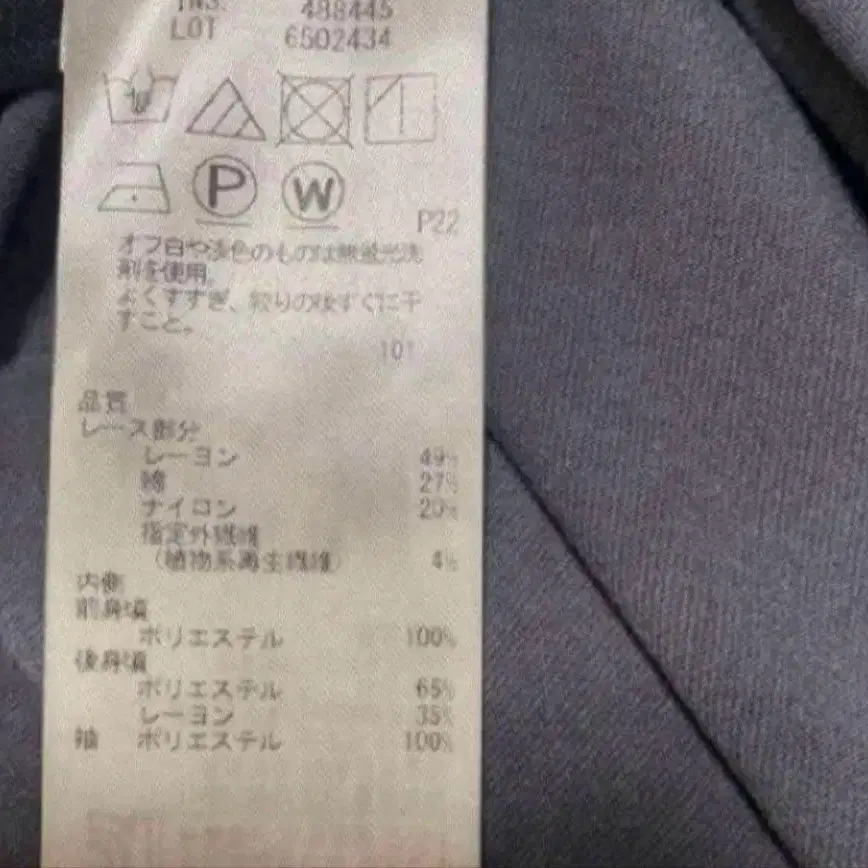 INS. 488445
LOT 6502434
P
W
P22
オフ白や淡色のものは無蛍光洗
剤を使用。
よくすすぎ、絞りの後すぐに干
すこと。
101
品質
レース部分
レーヨン 49%
綿 27%
ナイロン 20%
指定外繊維
(植物系再生繊維) 4%
内側
前身頃
ポリエステル 100%
後身頃
ポリエステル 65%
レーヨン 35%
袖 ポリエステル 100%